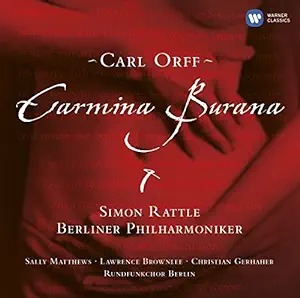 WARNER
CLASSICS
~CARL ORFF~
Carmina Burana
SIMON RATTLE
BERLINER PHILHARMONIKER
SALLY MATTHEWS · LAWRENCE BROWNLEE · CHRISTIAN GERHAHER
RUNDFUNKCHOR BERLIN